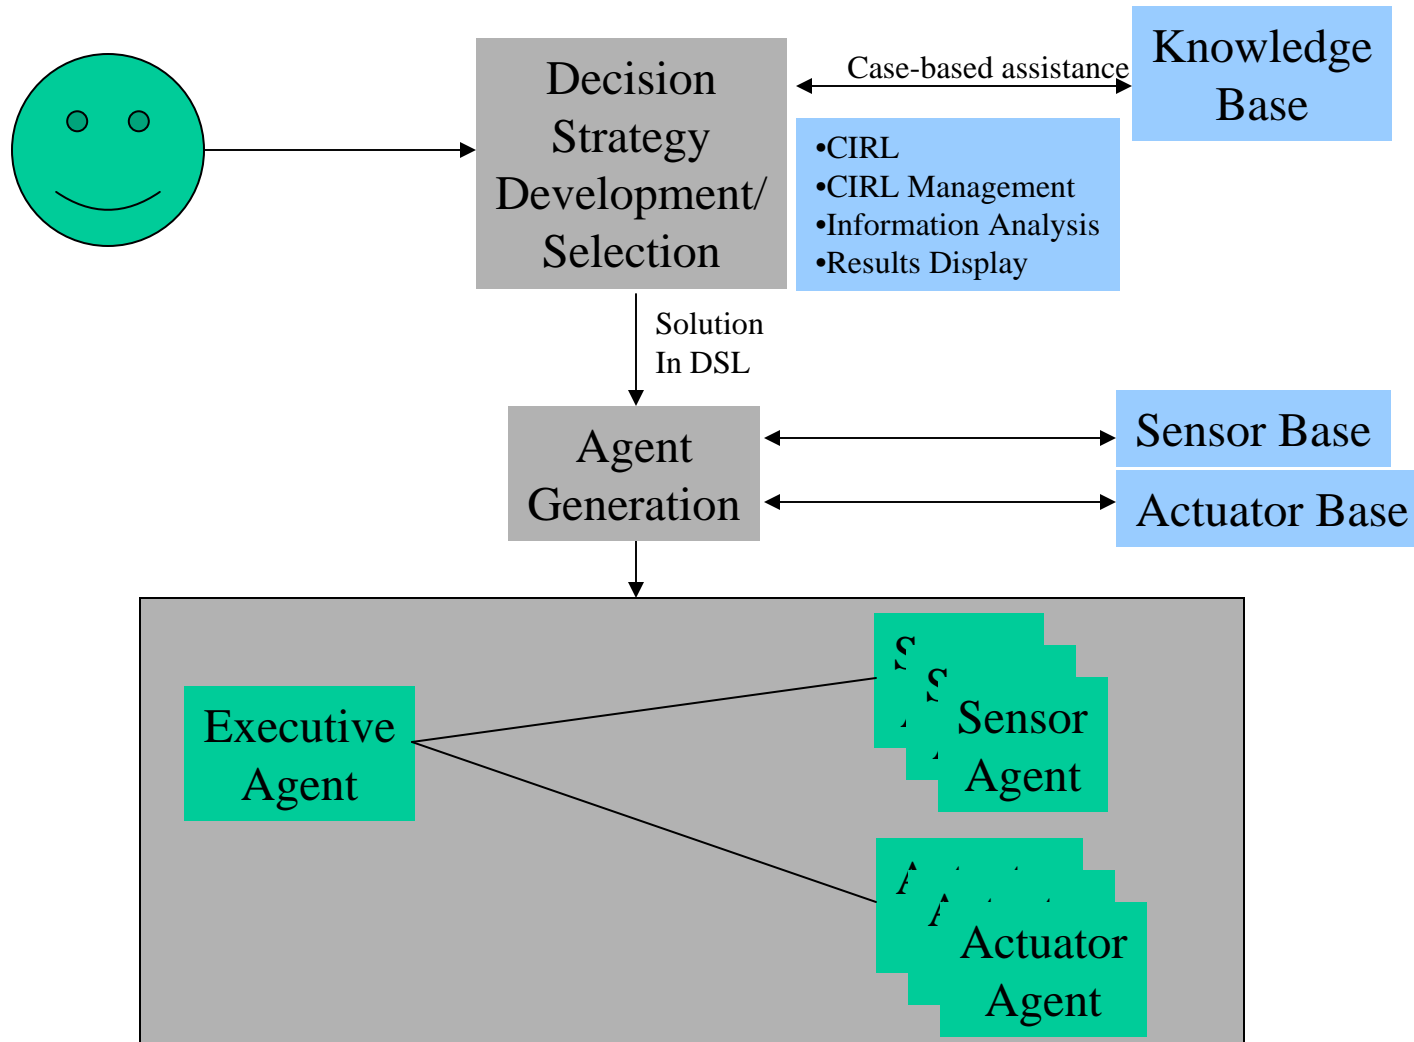 Decision
Strategy
Development/
Selection
Case-based assistance
Knowledge
Base
•CIRL
•CIRL Management
•Information Analysis
•Results Display
Solution
In DSL
Agent
Generation
Sensor Base
Actuator Base
Executive
Agent
Sensor
Agent
Actuator
Agent